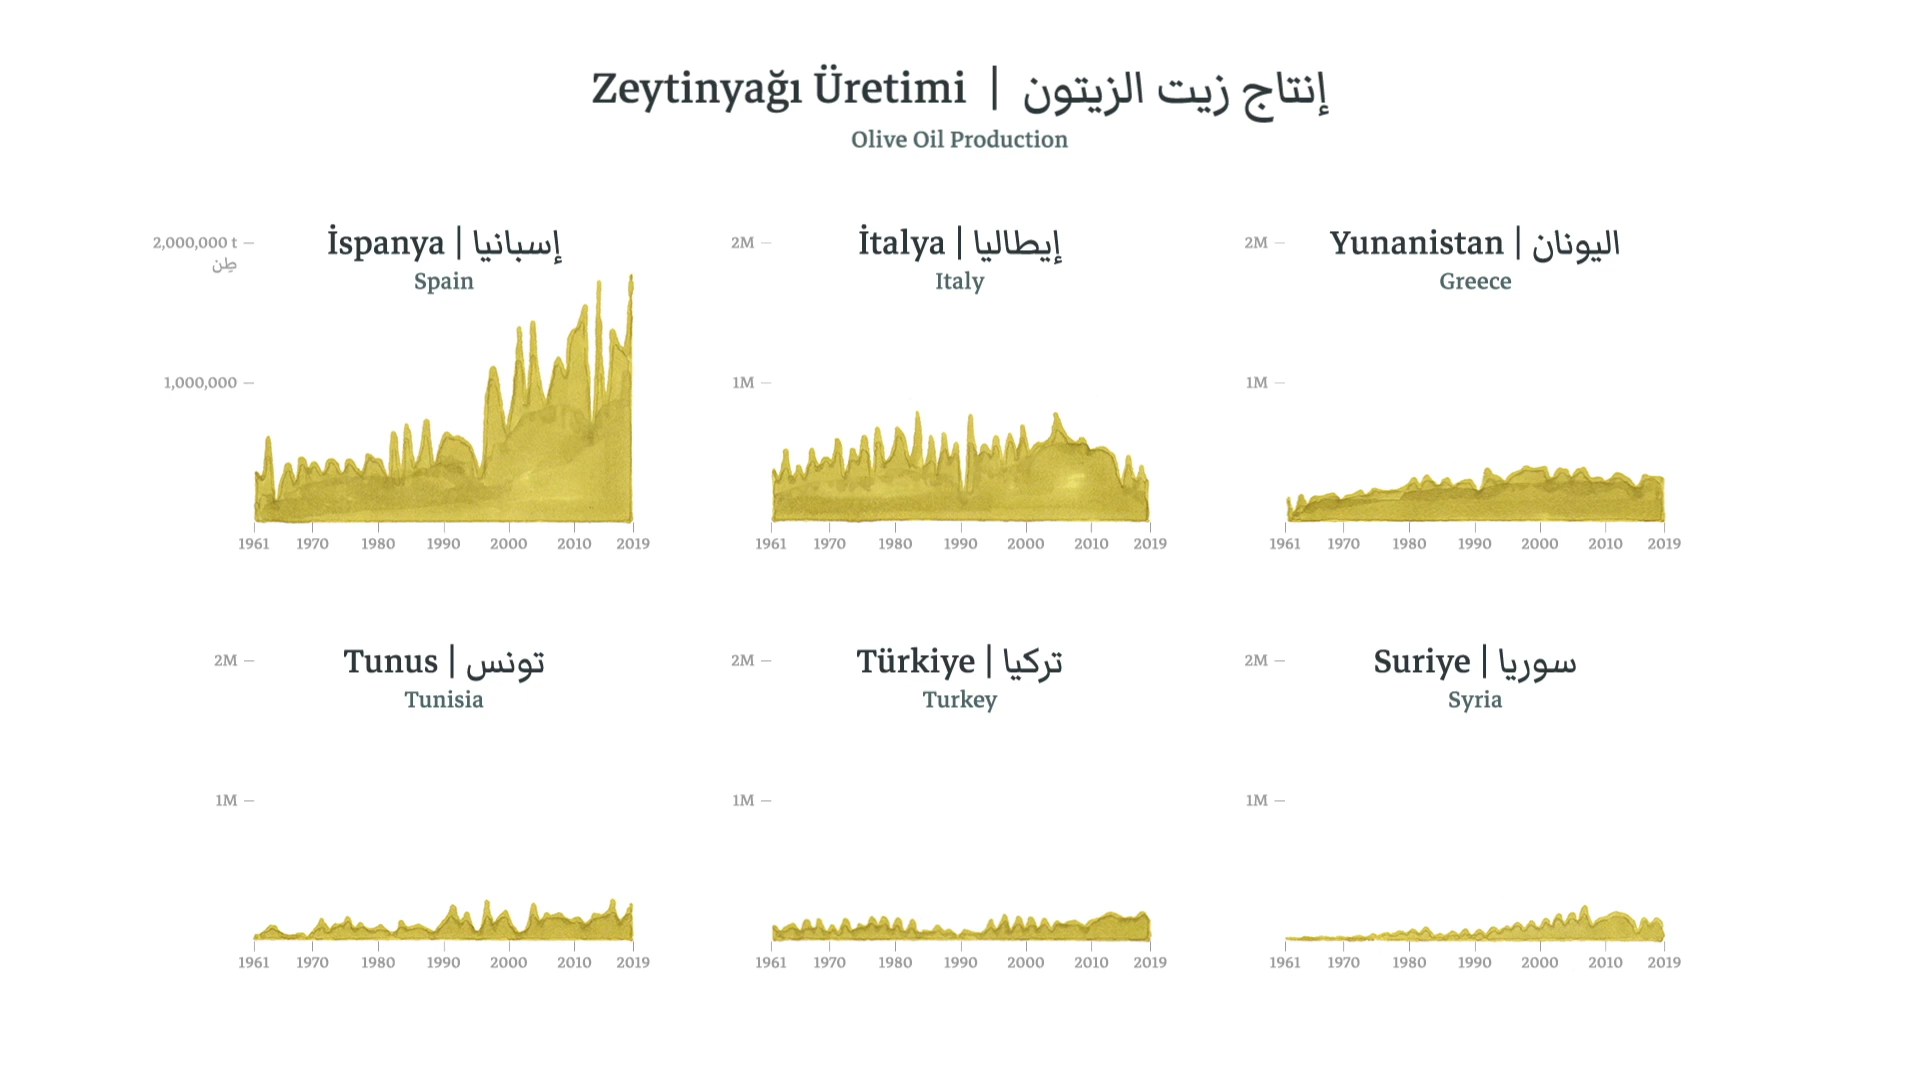 Zeytinyağı Üretimi | إنتاج زيت الزيتون
Olive Oil Production
İspanya | إسبانيا
Spain
2,000,000 t
طِن
1,000,000
1961 1970 1980 1990 2000 2010 2019
İtalya | إيطاليا
Italy
2M
1M
1961 1970 1980 1990 2000 2010 2019
Yunanistan | اليونان
Greece
2M
1M
1961 1970 1980 1990 2000 2010 2019
Tunus | تونس
Tunisia
2M
1M
1961 1970 1980 1990 2000 2010 2019
Türkiye | تركيا
Turkey
2M
1M
1961 1970 1980 1990 2000 2010 2019
Suriye | سوريا
Syria
2M
1M
1961 1970 1980 1990 2000 2010 2019